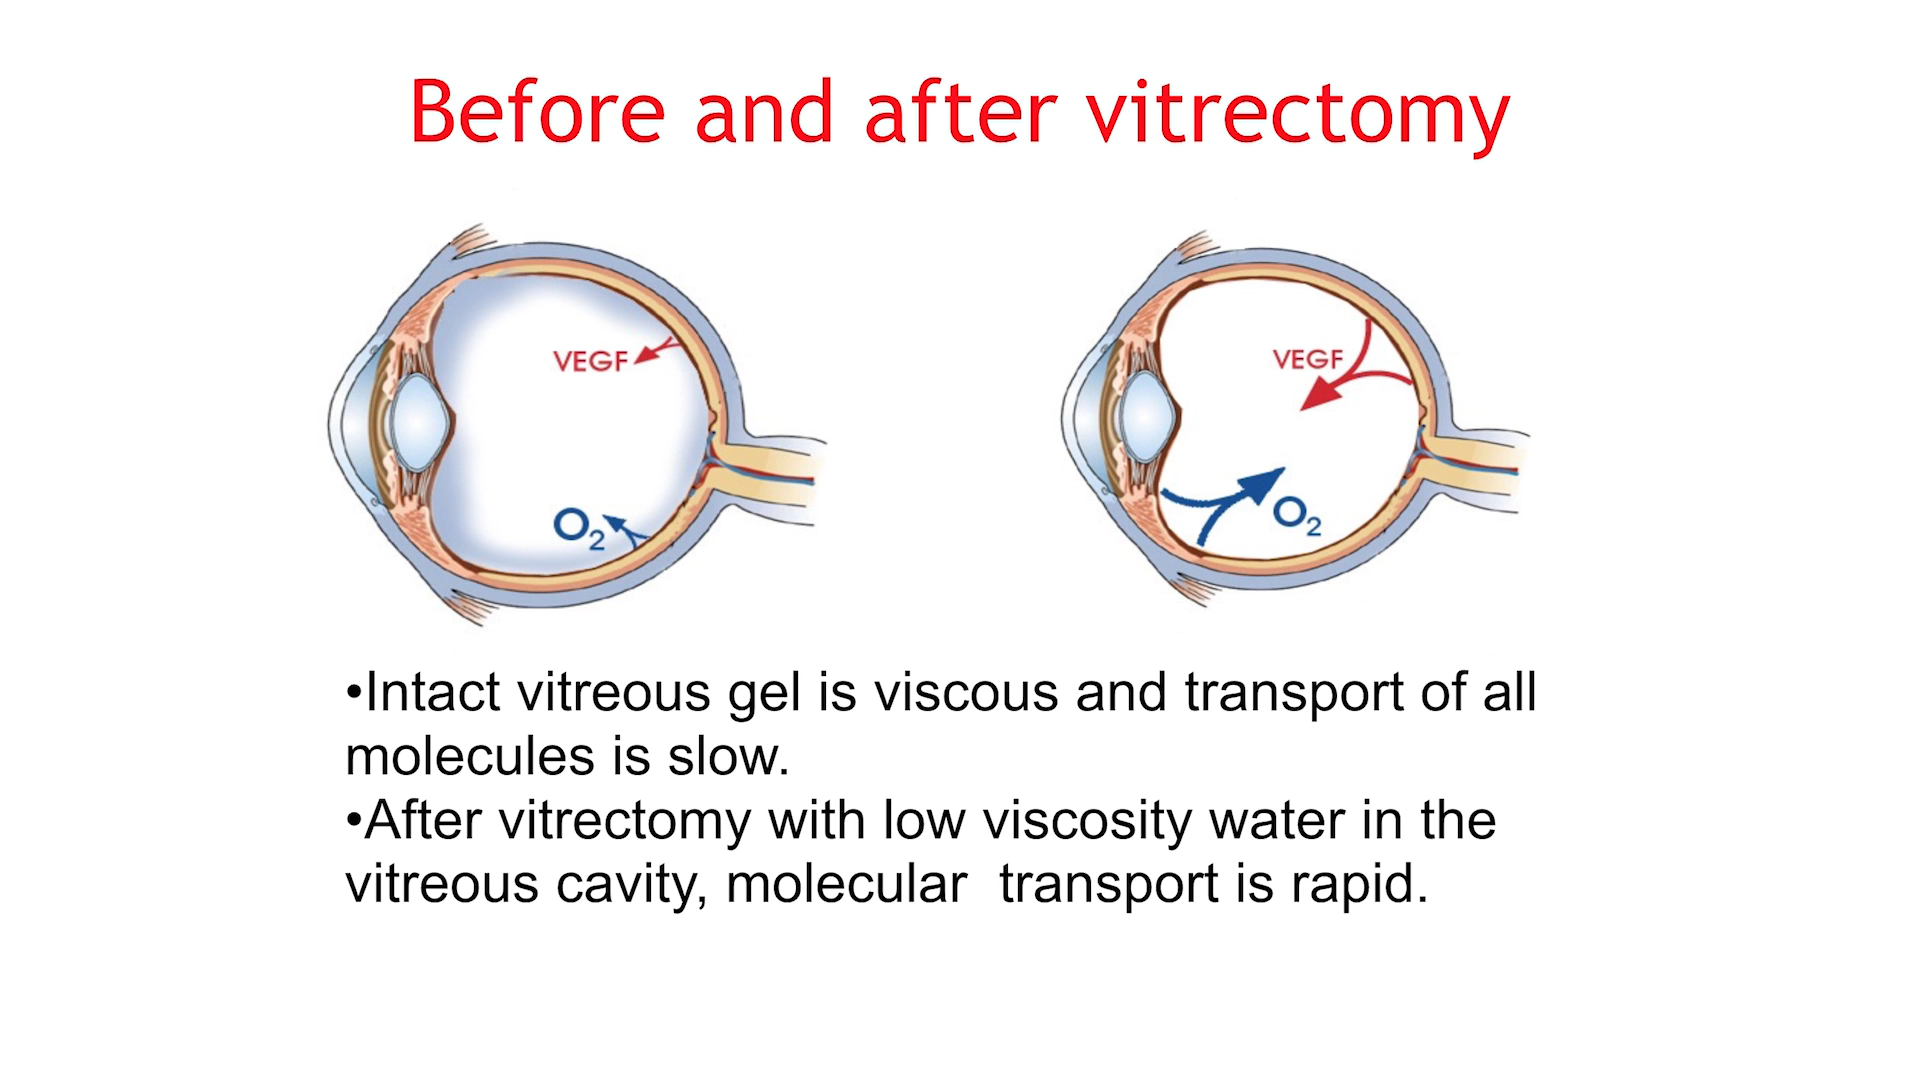 Before and after vitrectomy
VEGF
O2
VEGF
O2
•Intact vitreous gel is viscous and transport of all
molecules is slow.
•After vitrectomy with low viscosity water in the
vitreous cavity, molecular  transport is rapid.